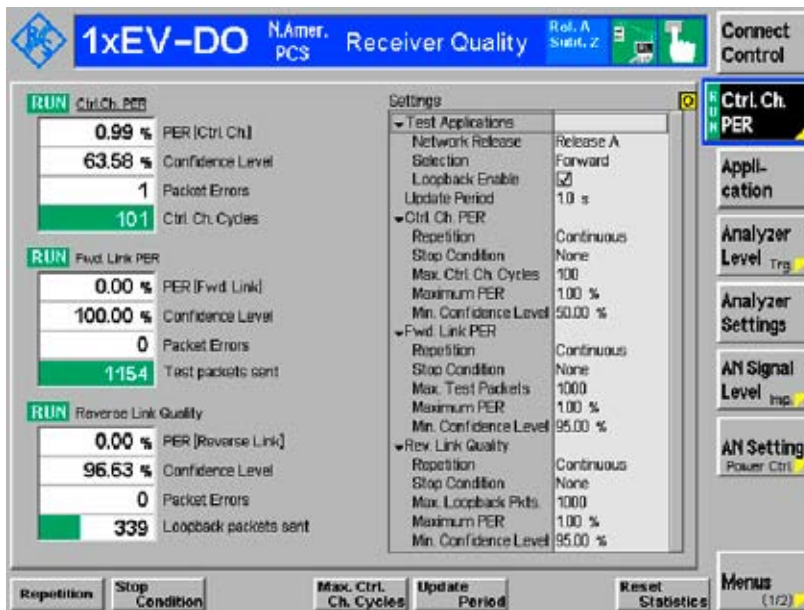 1xEV-DO
N.Amer.
PCS
Receiver Quality
Rel. A
Subt. 2
Connect
Control
RUN Ctrl.Ch. PER
0.99 % PER [Ctrl. Ch.]
63.58 % Confidence Level
1 Packet Errors
101 Ctrl. Ch. Cycles
RUN Fwd. Link PER
0.00 % PER [Fwd. Link]
100.00 % Confidence Level
0 Packet Errors
1154 Test packets sent
RUN Reverse Link Quality
0.00 % PER [Reverse Link]
96.63 % Confidence Level
0 Packet Errors
339 Loopback packets sent
Settings
Test Applications
Network Release Release A
Selection Forward
Loopback Enable
Update Period 1.0 s
Ctrl. Ch. PER
Repetition Continuous
Stop Condition None
Max. Ctrl. Ch. Cycles 100
Maximum PER 1.00 %
Min. Confidence Level 50.00 %
Fwd. Link PER
Repetition Continuous
Stop Condition None
Max. Test Packets 1000
Maximum PER 1.00 %
Min. Confidence Level 95.00 %
Rev. Link Quality
Repetition Continuous
Stop Condition None
Max. Loopback Pkts. 1000
Maximum PER 1.00 %
Min. Confidence Level 95.00 %
RUN
Ctrl. Ch.
PER
Appli-
cation
Analyzer
Level Trg
Analyzer
Settings
AN Signal
Level Imp.
AN Setting
Power Ctrl
Menus
(1/2)
Repetition
Stop
Condition
Max. Ctrl.
Ch. Cycles
Update
Period
Reset
Statistics